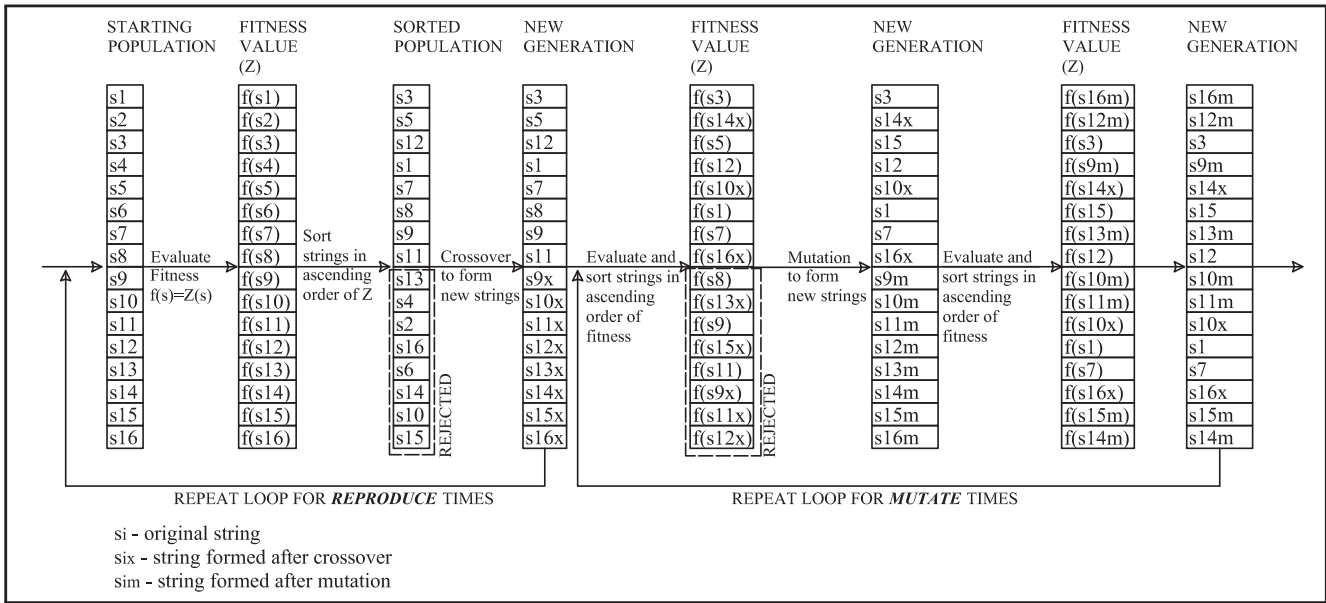 STARTING POPULATION
FITNESS VALUE (Z)
SORTED POPULATION
NEW GENERATION
FITNESS VALUE (Z)
NEW GENERATION
FITNESS VALUE (Z)
NEW GENERATION
s1 f(s1) s3 s3 f(s3) s3 f(s16m) s16m
s2 f(s2) s5 s5 f(s14x) s14x f(s12m) s12m
s3 f(s3) s12 s12 f(s5) s15 f(s3) s3
s4 f(s4) s1 s1 f(s12) s12 f(s9m) s9m
s5 f(s5) s7 s7 f(s10x) s10x f(s14x) s14x
s6 f(s6) s8 s8 f(s1) s1 f(s15) s15
s7 f(s7) s9 s9 f(s7) s7 f(s13m) s13m
s8 f(s8) s11 s11 f(s16x) s16x f(s12) s12
s9 f(s9) s13 s9x f(s8) s9m f(s10m) s10m
s10 f(s10) s4 s10x f(s13x) s10m f(s11m) s11m
s11 f(s11) s2 s11x f(s9) s11m f(s10x) s10x
s12 f(s12) s16 s12x f(s15x) s12m f(s1) s1
s13 f(s13) s6 s13x f(s11) s13m f(s7) s7
s14 f(s14) s14 s14x f(s9x) s14m f(s16x) s16x
s15 f(s15) s10 s15x f(s11x) s15m f(s15m) s15m
s16 f(s16) s15 s16x f(s12x) s16m f(s14m) s14m
Evaluate
Fitness
f(s)=Z(s)
Sort
strings in
ascending
order of Z
Crossover
to form
new strings
Evaluate and
sort strings in
ascending
order of
fitness
Mutation
to form
new strings
Evaluate and
sort strings in
ascending
order of
fitness
REJECTED
REJECTED
REPEAT LOOP FOR REPRODUCE TIMES
REPEAT LOOP FOR MUTATE TIMES
si - original string
six - string formed after crossover
sim - string formed after mutation